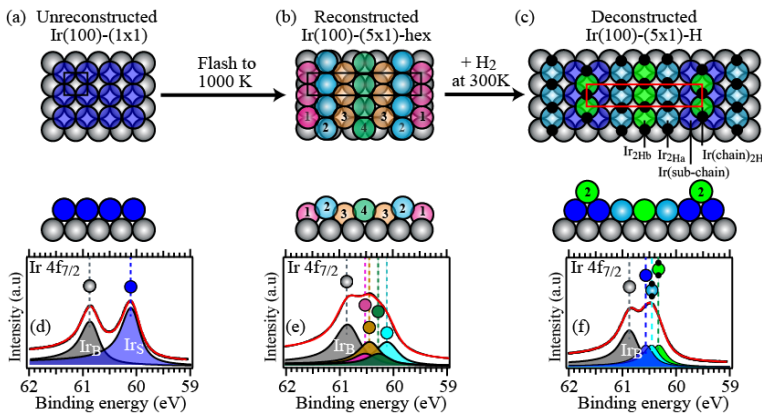 (a) Unreconstructed
Ir(100)-(1x1)
Flash to
1000 K
(b) Reconstructed
Ir(100)-(5x1)-hex
+ H2
at 300K
(c) Deconstructed
Ir(100)-(5x1)-H
1 2 3 4 3 2 1
Ir2Hb Ir2Ha Ir(chain)2H
Ir(sub-chain)
1 2 3 4 3 2 1
2 2
Ir 4f7/2
(d)
IrB IrS
Intensity (a.u)
62 61 60 59
Binding energy (eV)
Ir 4f7/2
(e)
IrB
Intensity (a.u)
62 61 60 59
Binding energy (eV)
Ir 4f7/2
(f)
IrB
Intensity (a.u)
62 61 60 59
Binding energy (eV)